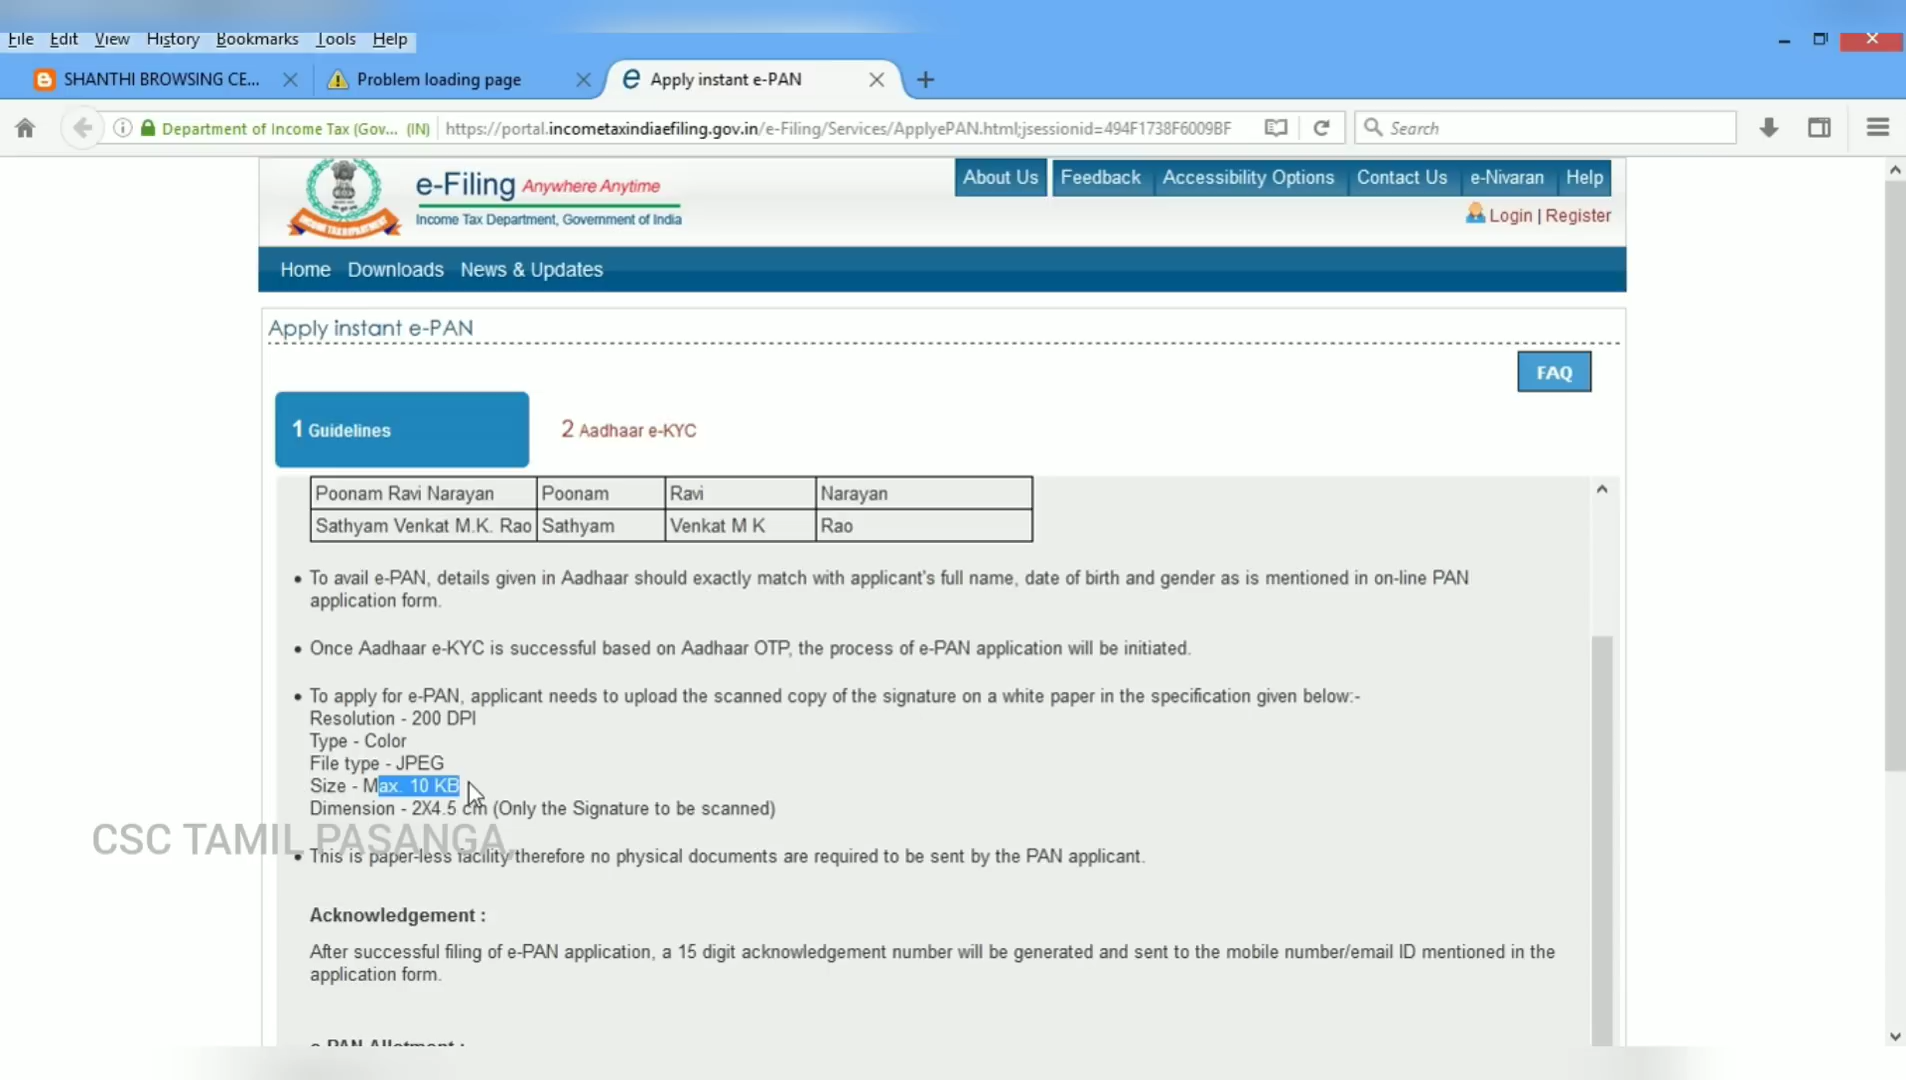 File Edit View History Bookmarks Tools Help
SHANTHI BROWSING CE... Problem loading page Apply instant e-PAN
Department of Income Tax (Gov... (IN) https://portal.incometaxindiaefiling.gov.in/e-Filing/Services/ApplyePAN.html;jsessionid=494F1738F6009BF Search
e-Filing Anywhere Anytime
Income Tax Department, Government of India
About Us Feedback Accessibility Options Contact Us e-Nivaran Help
Login | Register
Home Downloads News & Updates
Apply instant e-PAN
FAQ
1 Guidelines 2 Aadhaar e-KYC
Poonam Ravi Narayan Poonam Ravi Narayan
Sathyam Venkat M.K. Rao Sathyam Venkat M K Rao
• To avail e-PAN, details given in Aadhaar should exactly match with applicant's full name, date of birth and gender as is mentioned in on-line PAN
application form.
• Once Aadhaar e-KYC is successful based on Aadhaar OTP, the process of e-PAN application will be initiated.
• To apply for e-PAN, applicant needs to upload the scanned copy of the signature on a white paper in the specification given below:-
Resolution - 200 DPI
Type - Color
File type - JPEG
Size - Max. 10 KB
Dimension - 2X4.5 cm (Only the Signature to be scanned)
CSC TAMIL PASANGA
• This is paper-less facility therefore no physical documents are required to be sent by the PAN applicant.
Acknowledgement :
After successful filing of e-PAN application, a 15 digit acknowledgement number will be generated and sent to the mobile number/email ID mentioned in the
application form.
e-PAN Allotment :